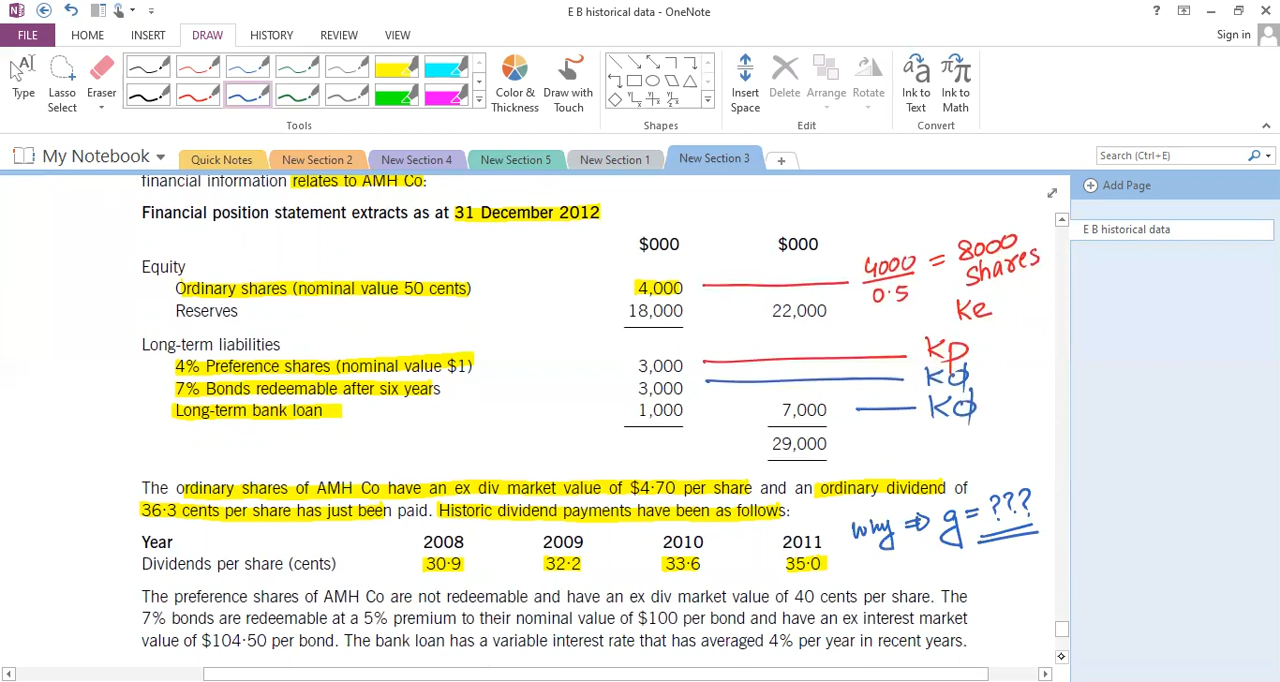 E B historical data - OneNote
?
Sign in
FILE HOME INSERT DRAW HISTORY REVIEW VIEW
Type
Lasso Select
Eraser
Color & Thickness
Draw with Touch
Insert Space
Delete
Arrange
Rotate
Ink to Text
Ink to Math
Tools
Shapes
Edit
Convert
My Notebook
Quick Notes
New Section 2
New Section 4
New Section 5
New Section 1
New Section 3
Search (Ctrl+E)
Add Page
E B historical data
financial information relates to AMH Co:
Financial position statement extracts as at 31 December 2012
$000 $000
Equity
Ordinary shares (nominal value 50 cents) 4,000
4000 / 0.5 = 8000 shares
Reserves 18,000 22,000
Ke
Long-term liabilities
4% Preference shares (nominal value $1) 3,000 Kp
7% Bonds redeemable after six years 3,000 Kd
Long-term bank loan 1,000 7,000 Kd
29,000
The ordinary shares of AMH Co have an ex div market value of $4·70 per share and an ordinary dividend of
36·3 cents per share has just been paid. Historic dividend payments have been as follows:
why ⇒ g = ???
Year 2008 2009 2010 2011
Dividends per share (cents) 30·9 32·2 33·6 35·0
The preference shares of AMH Co are not redeemable and have an ex div market value of 40 cents per share. The
7% bonds are redeemable at a 5% premium to their nominal value of $100 per bond and have an ex interest market
value of $104·50 per bond. The bank loan has a variable interest rate that has averaged 4% per year in recent years.